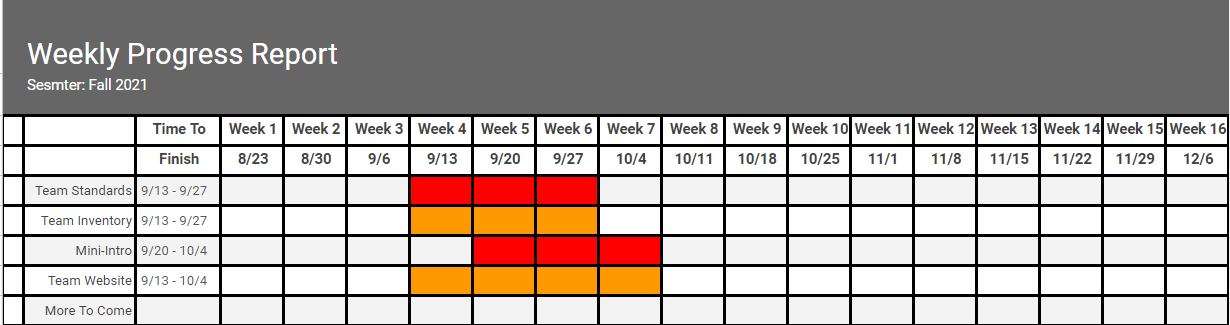 Weekly Progress Report
Sesmter: Fall 2021
Time To Week 1 Week 2 Week 3 Week 4 Week 5 Week 6 Week 7 Week 8 Week 9 Week 10 Week 11 Week 12 Week 13 Week 14 Week 15 Week 16
Finish 8/23 8/30 9/6 9/13 9/20 9/27 10/4 10/11 10/18 10/25 11/1 11/8 11/15 11/22 11/29 12/6
Team Standards 9/13 - 9/27
Team Inventory 9/13 - 9/27
Mini-Intro 9/20 - 10/4
Team Website 9/13 - 10/4
More To Come